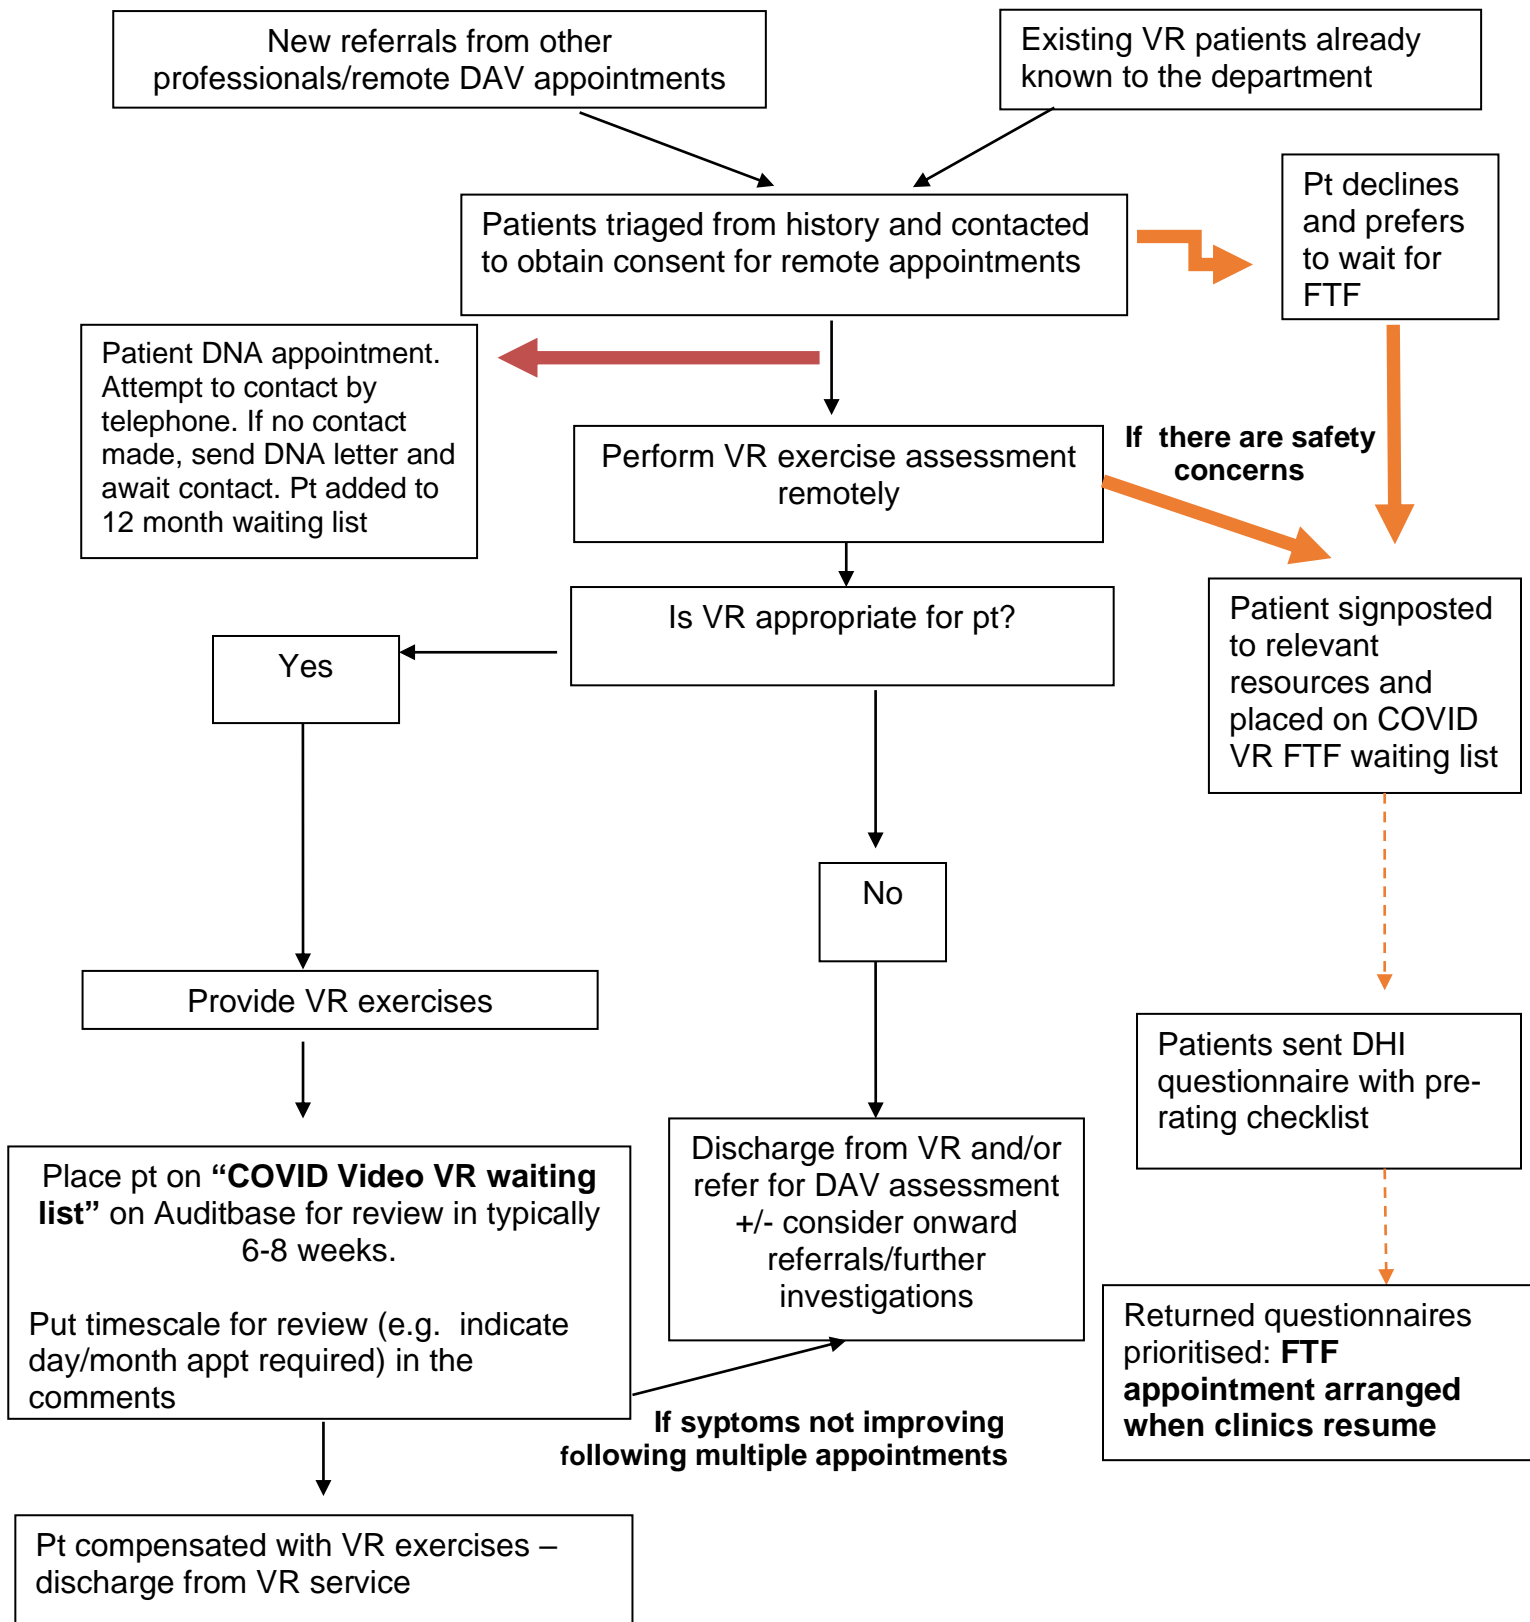 New referrals from other
professionals/remote DAV appointments
Existing VR patients already
known to the department
Patients triaged from history and contacted
to obtain consent for remote appointments
Pt declines
and prefers
to wait for
FTF
Patient DNA appointment.
Attempt to contact by
telephone. If no contact
made, send DNA letter and
await contact. Pt added to
12 month waiting list
Perform VR exercise assessment
remotely
If  there are safety
concerns
Is VR appropriate for pt?
Yes
Patient signposted
to relevant
resources and
placed on COVID
VR FTF waiting list
No
Provide VR exercises
Patients sent DHI
questionnaire with pre-
rating checklist
Place pt on “COVID Video VR waiting
list” on Auditbase for review in typically
6-8 weeks.
Put timescale for review (e.g.  indicate
day/month appt required) in the
comments
Discharge from VR and/or
refer for DAV assessment
+/- consider onward
referrals/further
investigations
Returned questionnaires
prioritised: FTF
appointment arranged
when clinics resume
If syptoms not improving
following multiple appointments
Pt compensated with VR exercises –
discharge from VR service